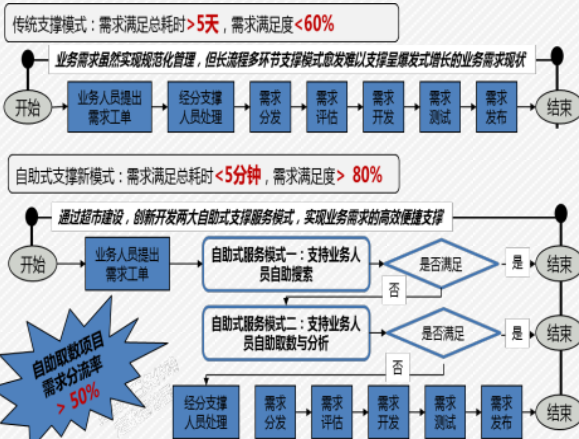 传统支撑模式：需求满足总耗时>5天，需求满足度<60%
业务需求虽然实现规范化管理，但长流程多环节支撑模式愈发难以支撑呈爆发式增长的业务需求现状
开始
业务人员提出
需求工单
经分支撑
人员处理
需求
分发
需求
评估
需求
开发
需求
测试
需求
发布
结束
自助式支撑新模式：需求满足总耗时<5分钟，需求满足度> 80%
通过超市建设，创新开发两大自助式支撑服务模式，实现业务需求的高效便捷支撑
开始
业务人员提出
需求工单
自助式服务模式一：支持业务人
员自助搜索
是否满足
是
结束
否
自助式服务模式二：支持业务人
员自助取数与分析
是否满足
是
结束
否
自助取数项目
需求分流率
> 50%
经分支撑
人员处理
需求
分发
需求
评估
需求
开发
需求
测试
需求
发布
结束